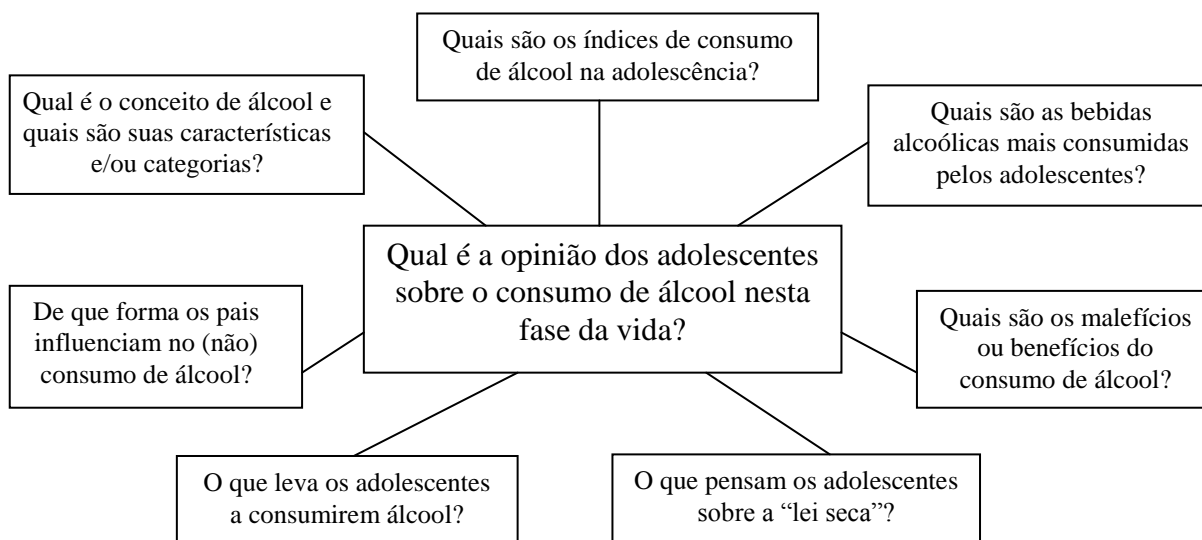 Quais são os índices de consumo
de álcool na adolescência?
Qual é o conceito de álcool e
quais são suas características
e/ou categorias?
Quais são as bebidas
alcoólicas mais consumidas
pelos adolescentes?
Qual é a opinião dos adolescentes
sobre o consumo de álcool nesta
fase da vida?
De que forma os pais
influenciam no (não)
consumo de álcool?
Quais são os malefícios
ou benefícios do
consumo de álcool?
O que leva os adolescentes
a consumirem álcool?
O que pensam os adolescentes
sobre a “lei seca”?